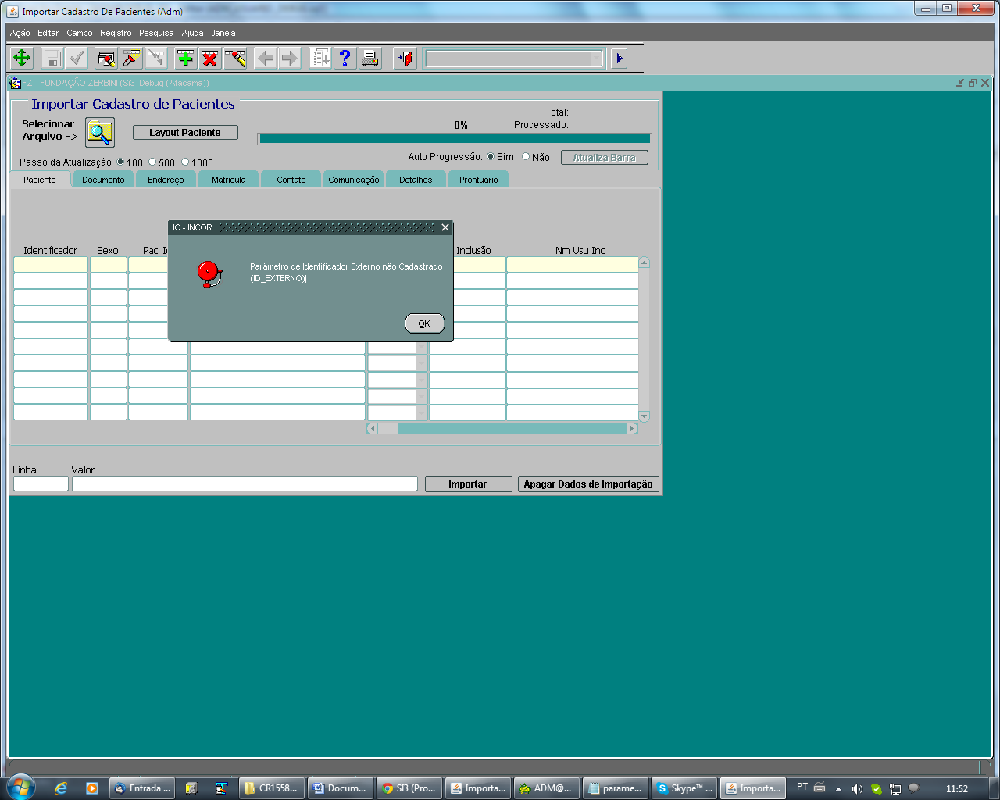 Importar Cadastro De Pacientes (Adm)
Ação Editar Campo Registro Pesquisa Ajuda Janela
FZ - FUNDAÇÃO ZERBINI (Si3_Debug (Atacama))
Importar Cadastro de Pacientes
Selecionar
Arquivo ->
Layout Paciente
0%
Total:
Processado:
Passo da Atualização 100 500 1000
Auto Progressão: Sim Não Atualiza Barra
Paciente Documento Endereço Matrícula Contato Comunicação Detalhes Prontuário
HC - INCOR
Parâmetro de Identificador Externo não Cadastrado
(ID_EXTERNO)
OK
Identificador Sexo Paci Inclusão Nm Usu Inc
Linha Valor
Importar Apagar Dados de Importação
Entrada ... CR1558... Docum... SI3 (Pro... Importa... ADM@... parame... Skype™ ... Importa... PT 11:52